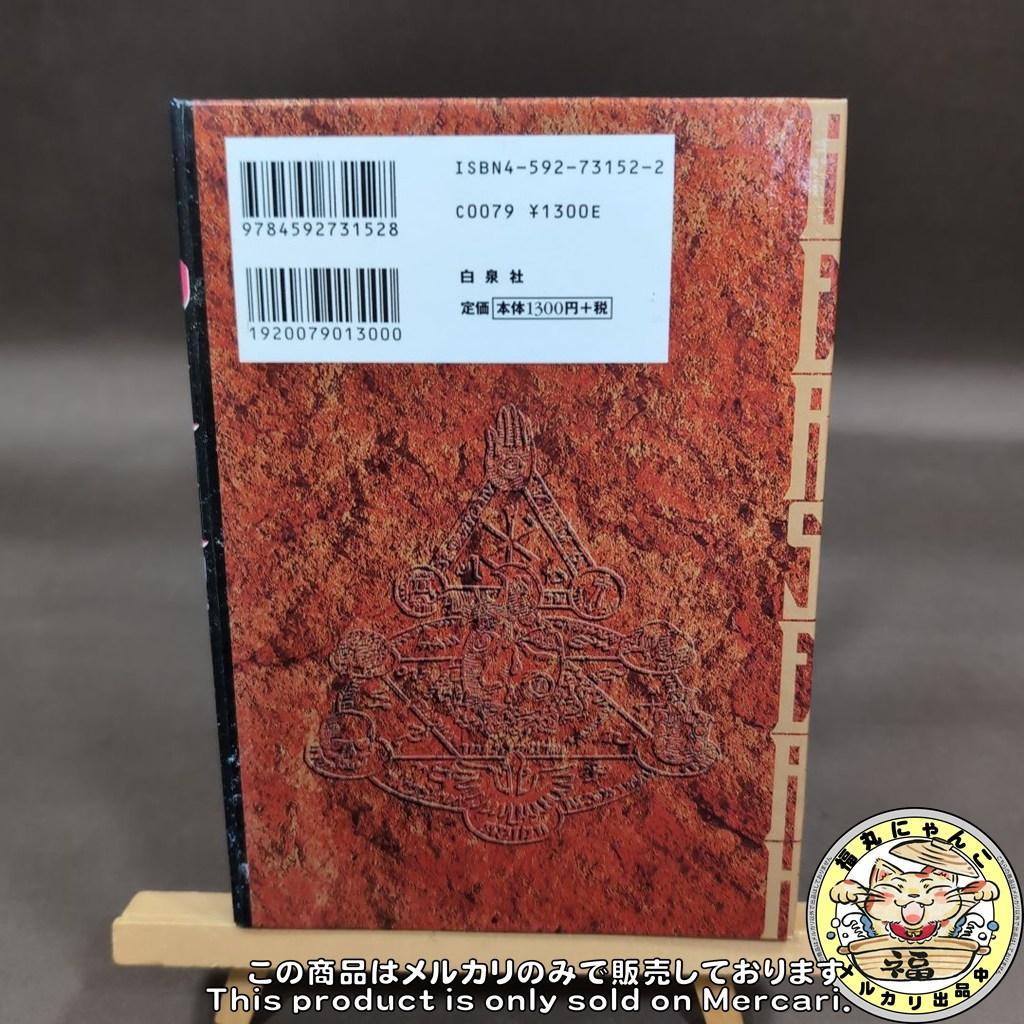 ISBN4-592-73152-2
9784592731528
C0079 ¥1300E
白泉社
1920079013000
定価 本体1300円+税
福丸にゃんこ
福
メルカリ出品中
この商品はメルカリのみで販売しております。
This product is only sold on Mercari.